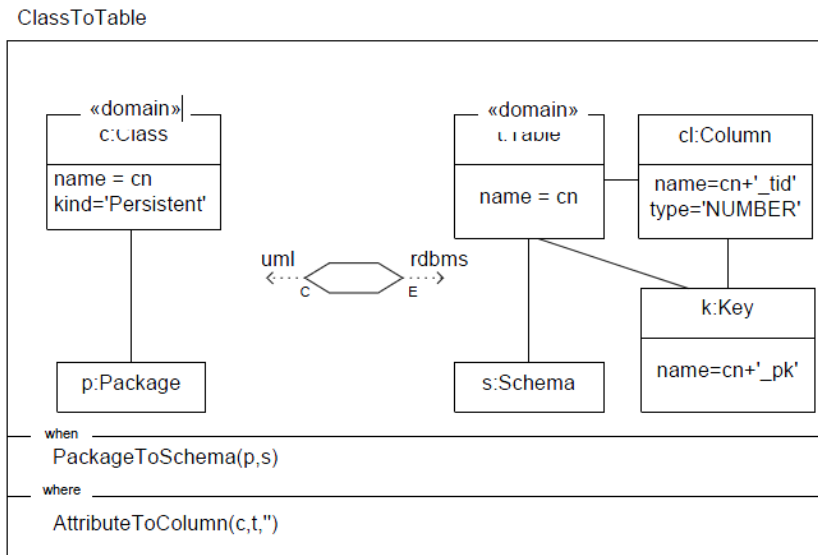 ClassToTable
«domain»
c:Class
name = cn
kind='Persistent'
«domain»
t:Table
name = cn
cl:Column
name=cn+'_tid'
type='NUMBER'
uml
rdbms
C
E
k:Key
name=cn+'_pk'
p:Package
s:Schema
when
PackageToSchema(p,s)
where
AttributeToColumn(c,t,'')